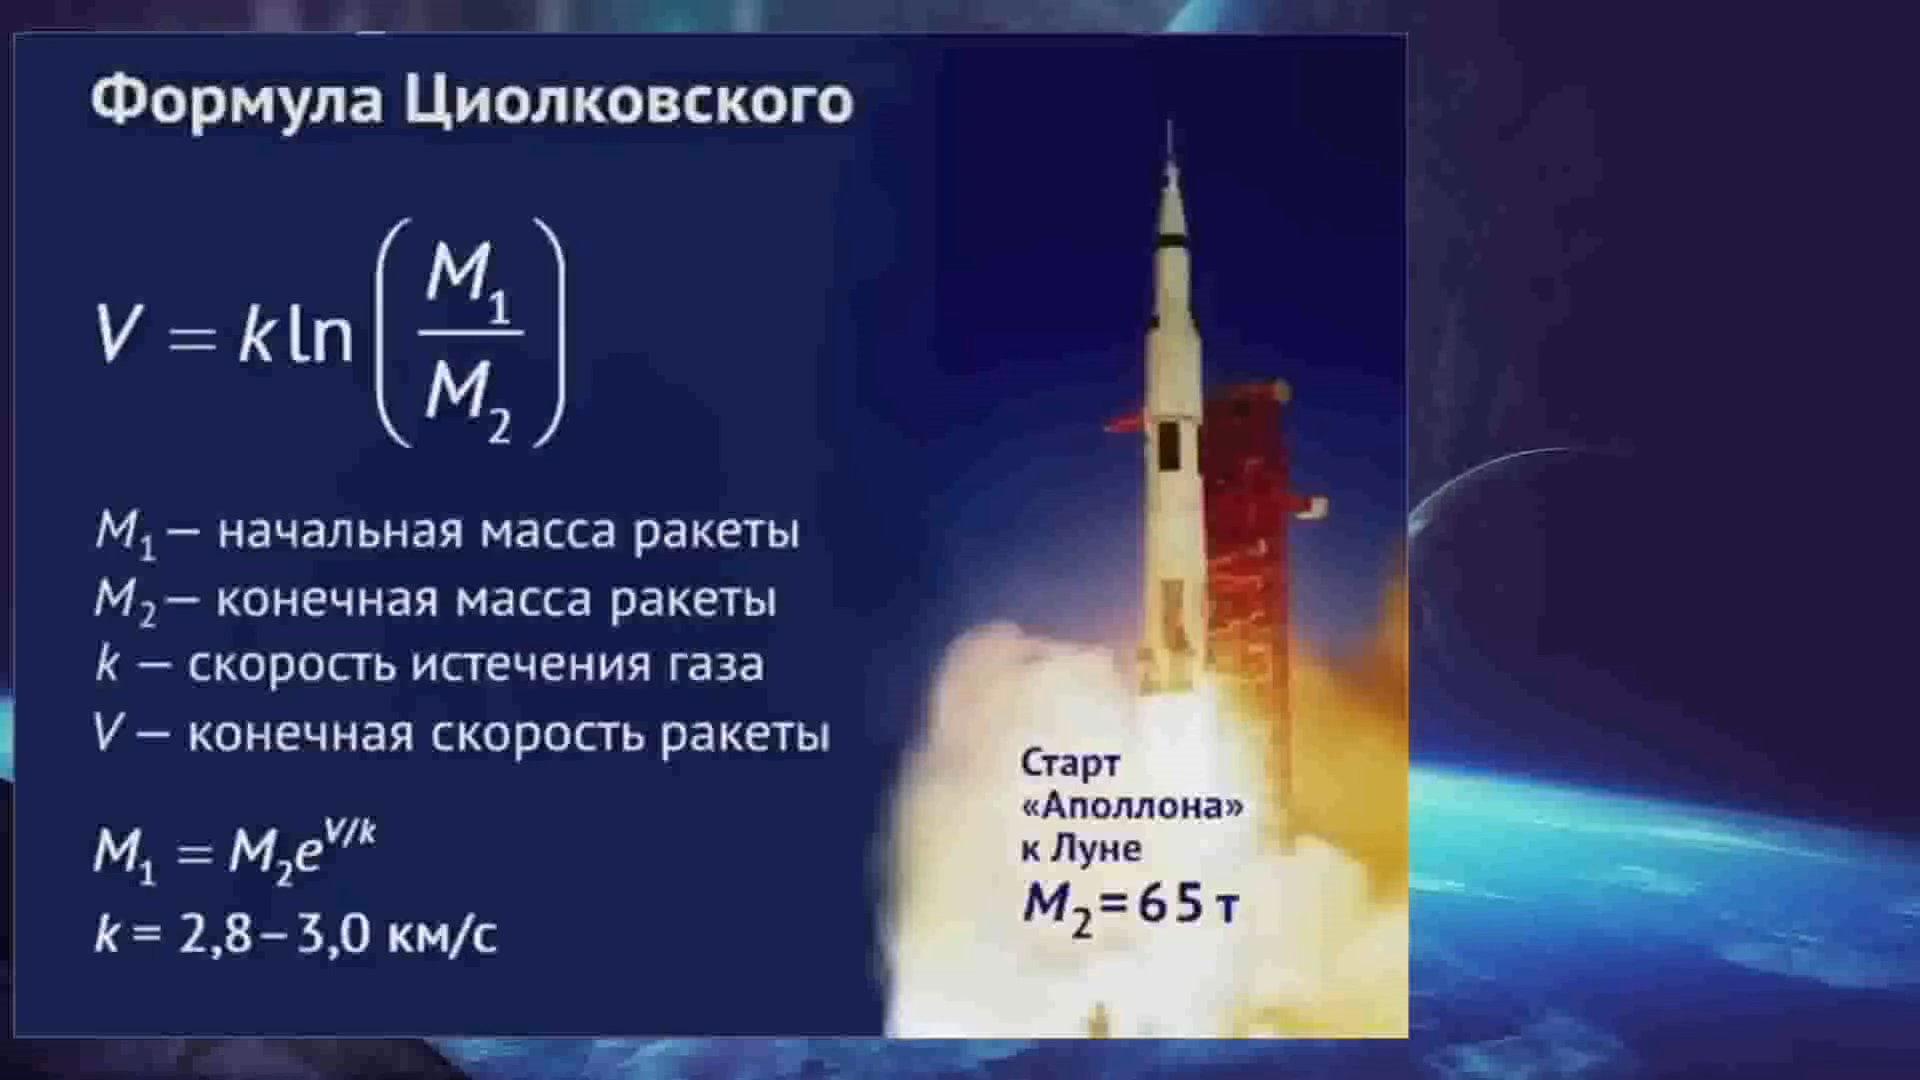 Формула Циолковского
V = k ln(M₁/M₂)
M₁ — начальная масса ракеты
M₂ — конечная масса ракеты
k — скорость истечения газа
V — конечная скорость ракеты
M₁ = M₂e^{V/k}
k = 2,8–3,0 км/с
Старт
«Аполлона»
к Луне
M₂ = 65 т